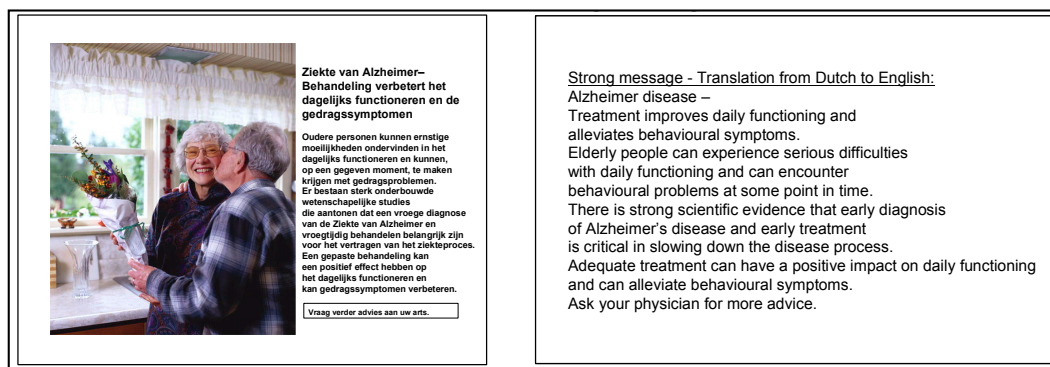 Ziekte van Alzheimer–
Behandeling verbetert het
dagelijks functioneren en de
gedragssymptomen
Oudere personen kunnen ernstige
moeilijkheden ondervinden in het
dagelijks functioneren en kunnen,
op een gegeven moment, te maken
krijgen met gedragsproblemen.
Er bestaan sterk onderbouwde
wetenschapelijke studies
die aantonen dat een vroege diagnose
van de Ziekte van Alzheimer en
vroegtijdig behandelen belangrijk zijn
voor het vertragen van het ziekteproces.
Een gepaste behandeling kan
een positief effect hebben op
het dagelijks functioneren en
kan gedragssymptomen verbeteren.
Vraag verder advies aan uw arts.
Strong message - Translation from Dutch to English:
Alzheimer disease –
Treatment improves daily functioning and
alleviates behavioural symptoms.
Elderly people can experience serious difficulties
with daily functioning and can encounter
behavioural problems at some point in time.
There is strong scientific evidence that early diagnosis
of Alzheimer's disease and early treatment
is critical in slowing down the disease process.
Adequate treatment can have a positive impact on daily functioning
and can alleviate behavioural symptoms.
Ask your physician for more advice.